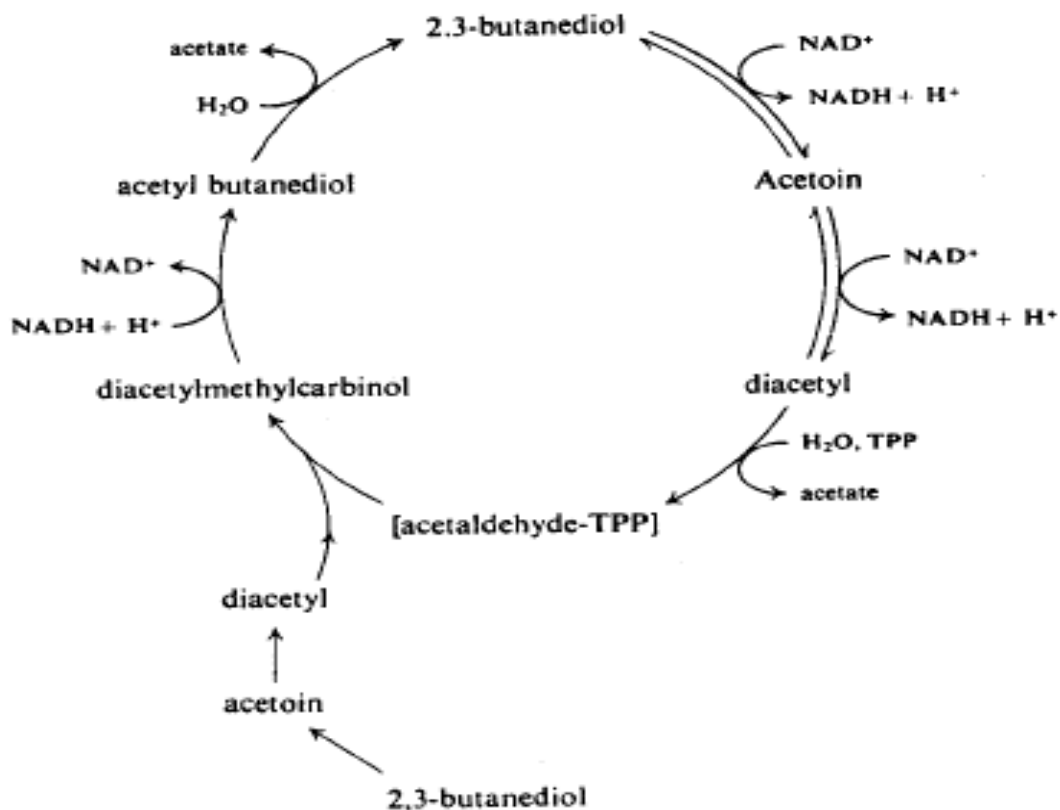 2.3-butanediol
acetate
NAD⁺
H₂O
NADH + H⁺
acetyl butanediol
Acetoin
NAD⁺
NAD⁺
NADH + H⁺
NADH + H⁺
diacetylmethylcarbinol
diacetyl
H₂O, TPP
acetate
[acetaldehyde-TPP]
diacetyl
acetoin
2,3-butanediol